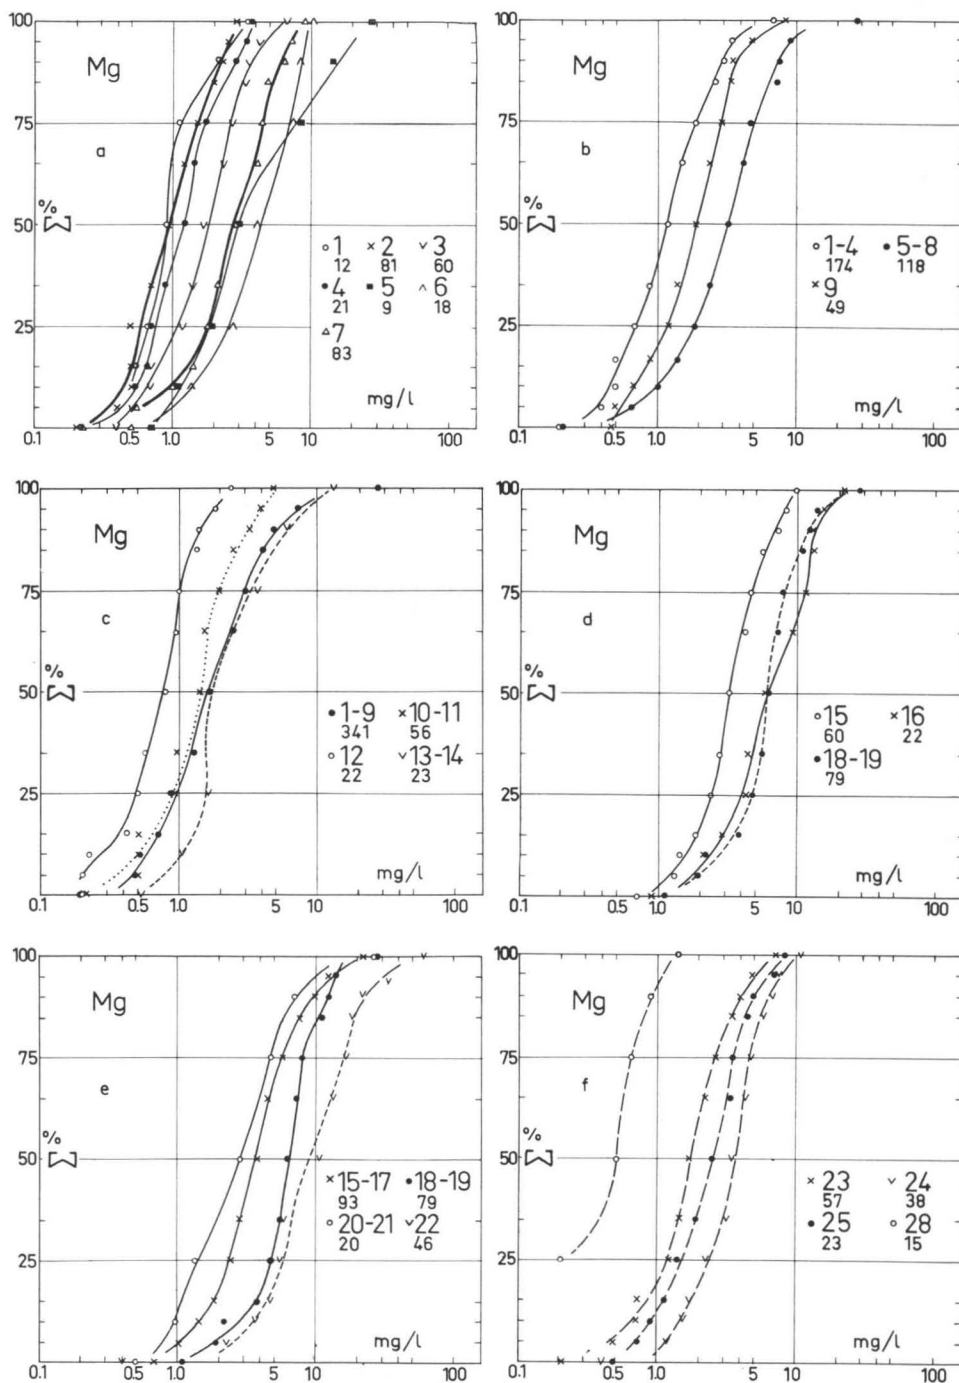 100
Mg
75
a
%
[Σ]
50
○ 1 × 2 ∨ 3
12 81 60
● 4 ■ 5 ∧ 6
21 9 18
△ 7
83
25
mg/l
0
0.1 0.5 1.0 5 10 100
100
Mg
75
b
%
[Σ]
50
○ 1-4 ● 5-8
174 118
× 9
49
25
mg/l
0
0.1 0.5 1.0 5 10 100
100
Mg
75
c
%
[Σ]
50
● 1-9 × 10-11
341 56
○ 12 ∨ 13-14
22 23
25
mg/l
0
0.1 0.5 1.0 5 10 100
100
Mg
75
d
%
[Σ]
50
○ 15 × 16
60 22
● 18-19
79
25
mg/l
0
0.1 0.5 1.0 5 10 100
100
Mg
75
e
%
[Σ]
50
× 15-17 ● 18-19
93 79
○ 20-21 ∨ 22
20 46
25
mg/l
0
0.1 0.5 1.0 5 10 100
100
Mg
75
f
%
[Σ]
50
× 23 ∨ 24
57 38
● 25 ○ 28
23 15
25
mg/l
0
0.1 0.5 1.0 5 10 100